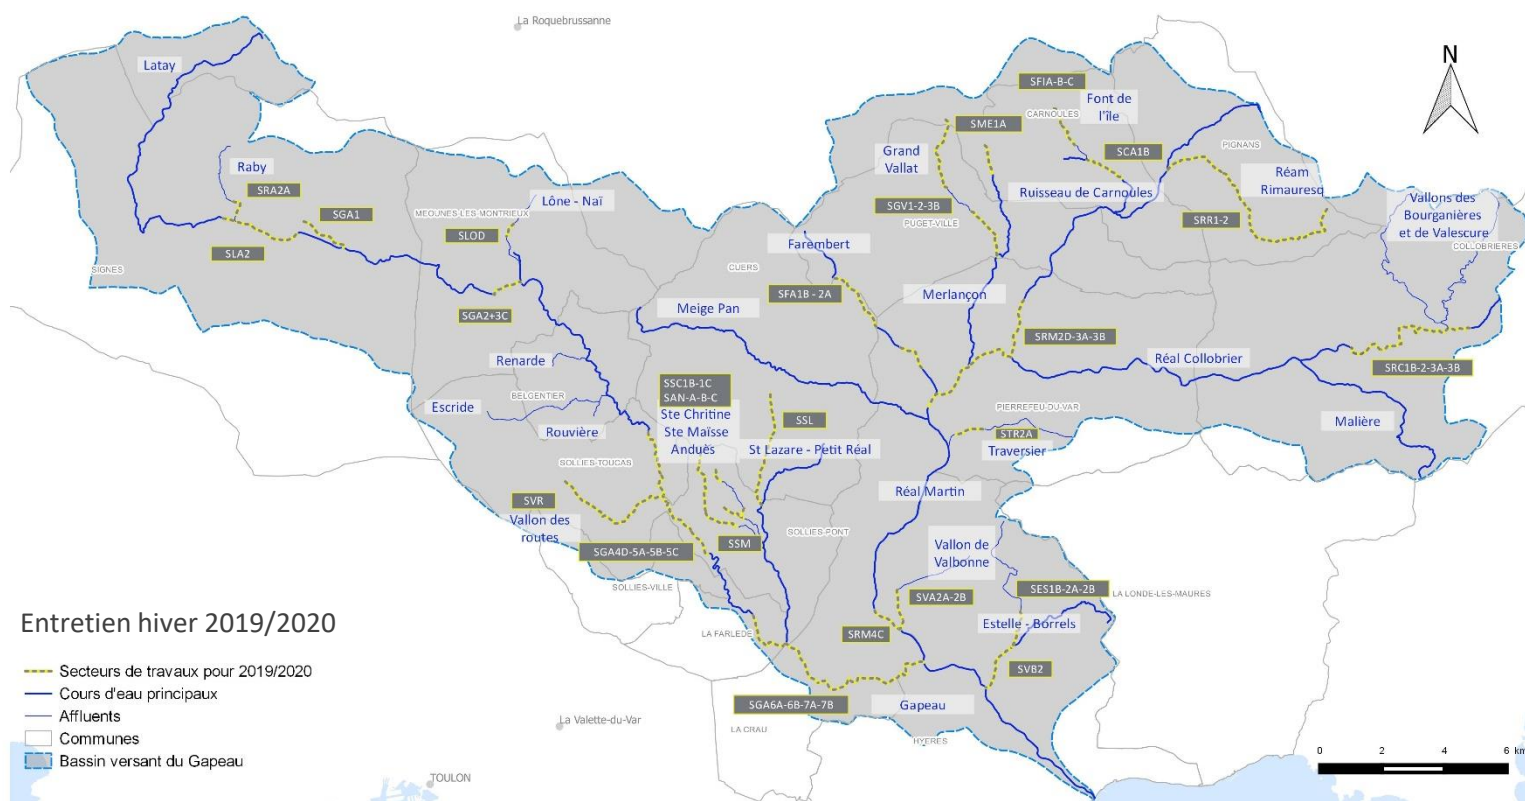 La Roquebrussanne
Latay
Raby
SRA2A
SGA1
SLA2
SIGNES
MEOUNES-LES-MONTRIEUX
SLOD
Lône - Naï
SGA2+3C
Renarde
BELGENTIER
Escride
Rouvière
SOLLIES-TOUCAS
SVR
Vallon des
routes
SGA4D-5A-5B-5C
SOLLIES-VILLE
SSC1B-1C
SAN-A-B-C
Ste Chritine
Ste Maïsse
Anduès
SSM
SSL
St Lazare - Petit Réal
SOLLIES-PONT
Meige Pan
CUERS
Farembert
SFA1B - 2A
Grand
Vallat
SGV1-2-3B
PUGET-VILLE
SME1A
SFIA-B-C
CARNOULES
Font de
l'île
SCA1B
Ruisseau de Carnoules
PIGNANS
Réam
Rimauresq
SRR1-2
Vallons des
Bourganières
et de Valescure
COLLOBRIERES
Merlançon
SRM2D-3A-3B
Réal Collobrier
SRC1B-2-3A-3B
Malière
PIERREFEU-DU-VAR
STR2A
Traversier
Réal Martin
Vallon de
Valbonne
SVA2A-2B
SES1B-2A-2B
LA LONDE-LES-MAURES
Estelle - Borrels
SRM4C
SVB2
LA FARLEDE
SGA6A-6B-7A-7B
LA CRAU
Gapeau
HYERES
La Valette-du-Var
TOULON
N
Entretien hiver 2019/2020
Secteurs de travaux pour 2019/2020
Cours d'eau principaux
Affluents
Communes
Bassin versant du Gapeau
0 2 4 6 km